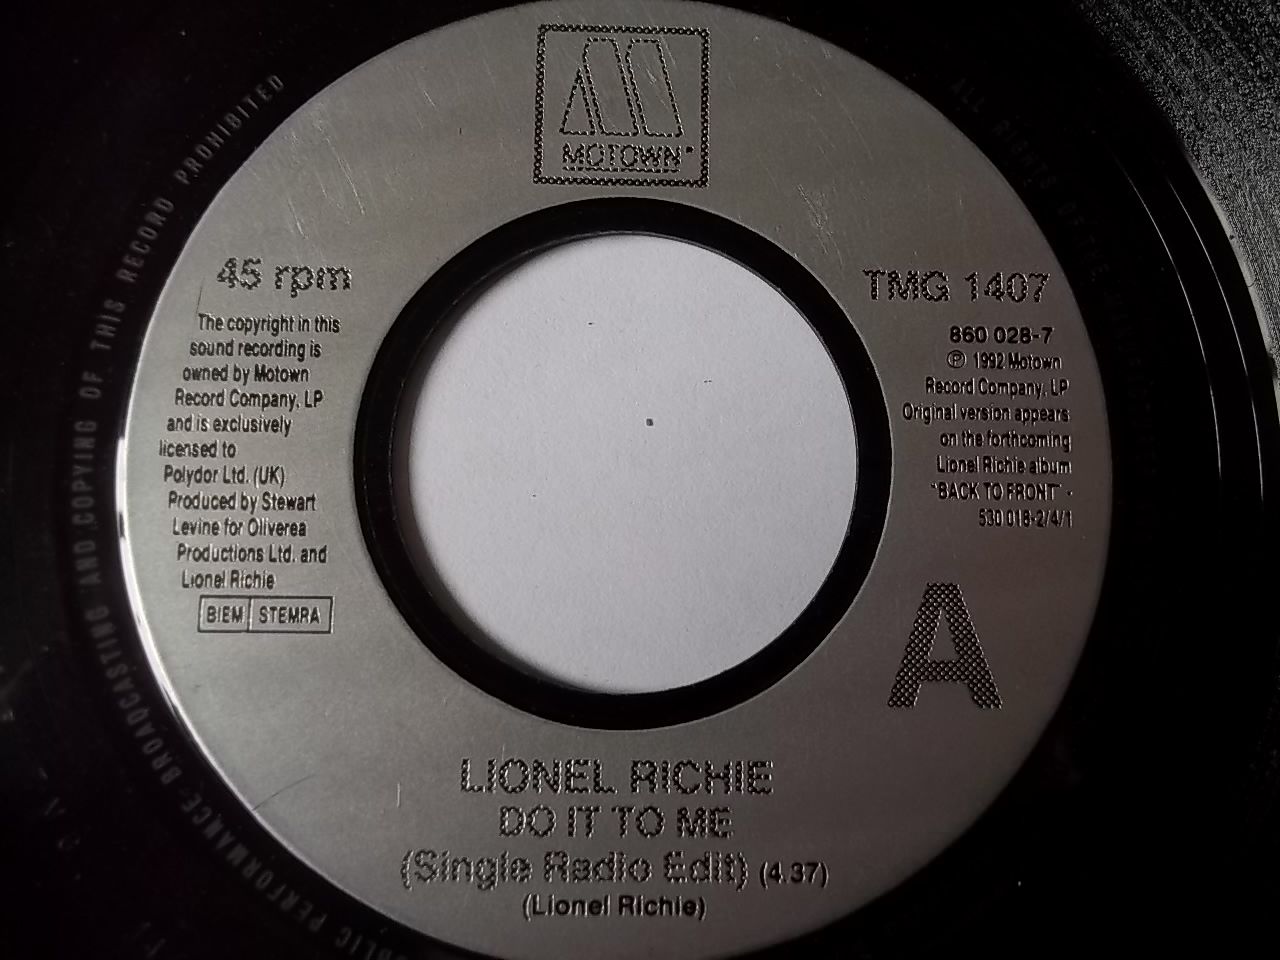 MOTOWN
45 rpm
The copyright in this
sound recording is
owned by Motown
Record Company, LP
and is exclusively
licensed to
Polydor Ltd. (UK)
Produced by Stewart
Levine for Oliverea
Productions Ltd. and
Lionel Richie
BIEM STEMRA
TMG 1407
860 028-7
℗ 1992 Motown
Record Company, LP
Original version appears
on the forthcoming
Lionel Richie album
"BACK TO FRONT" -
530 018-2/4/1
A
LIONEL RICHIE
DO IT TO ME
(Single Radio Edit) (4.37)
(Lionel Richie)
PERFORMANCE·BROADCASTING AND COPYING OF THIS RECORD PROHIBITED
ALL RIGHTS OF THE